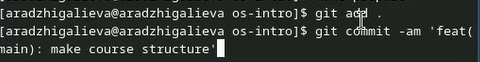 [aradzhigalieva@aradzhigalieva os-intro]$ git add .
[aradzhigalieva@aradzhigalieva os-intro]$ git commit -am 'feat(
main): make course structure'